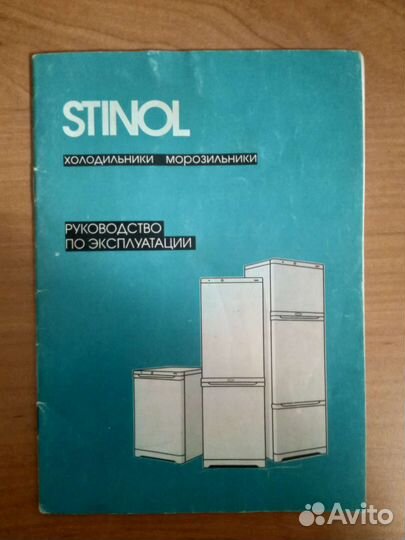 STINOL
ХОЛОДИЛЬНИКИ МОРОЗИЛЬНИКИ
РУКОВОДСТВО
ПО ЭКСПЛУАТАЦИИ
Avito